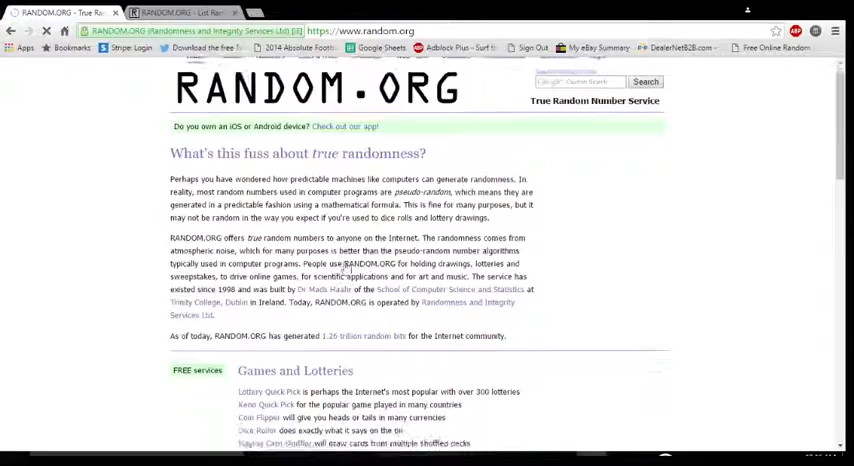 RANDOM.ORG - True Ran
RANDOM.ORG - List Ran
RANDOM.ORG (Randomness and Integrity Services Ltd) [IE] https://www.random.org
Apps Bookmarks Stripe: Login Download the free T 2014 Absolute Footb Google Sheets Adblock Plus - Surf t Sign Out My eBay Summary DealerNetB2B.com - Free Online Random
RANDOM.ORG
Custom Search Search
True Random Number Service
Do you own an iOS or Android device? Check out our app!
What's this fuss about true randomness?
Perhaps you have wondered how predictable machines like computers can generate randomness. In
reality, most random numbers used in computer programs are pseudo-random, which means they are
generated in a predictable fashion using a mathematical formula. This is fine for many purposes, but it
may not be random in the way you expect if you're used to dice rolls and lottery drawings.
RANDOM.ORG offers true random numbers to anyone on the Internet. The randomness comes from
atmospheric noise, which for many purposes is better than the pseudo-random number algorithms
typically used in computer programs. People use RANDOM.ORG for holding drawings, lotteries and
sweepstakes, to drive online games, for scientific applications and for art and music. The service has
existed since 1998 and was built by Dr Mads Haahr of the School of Computer Science and Statistics at
Trinity College, Dublin in Ireland. Today, RANDOM.ORG is operated by Randomness and Integrity
Services Ltd.
As of today, RANDOM.ORG has generated 1.26 trillion random bits for the Internet community.
FREE services
Games and Lotteries
Lottery Quick Pick is perhaps the Internet's most popular with over 300 lotteries
Keno Quick Pick for the popular game played in many countries
Coin Flipper will give you heads or tails in many currencies
Dice Roller does exactly what it says on the tin
Playing Card Shuffler will draw cards from multiple shuffled decks